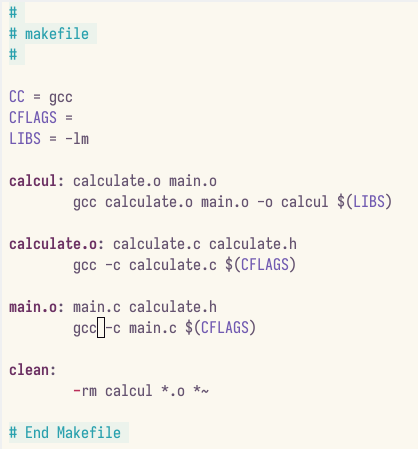 #
# makefile
#
CC = gcc
CFLAGS =
LIBS = -lm
calcul: calculate.o main.o
gcc calculate.o main.o -o calcul $(LIBS)
calculate.o: calculate.c calculate.h
gcc -c calculate.c $(CFLAGS)
main.o: main.c calculate.h
gcc -c main.c $(CFLAGS)
clean:
-rm calcul *.o *~
# End Makefile